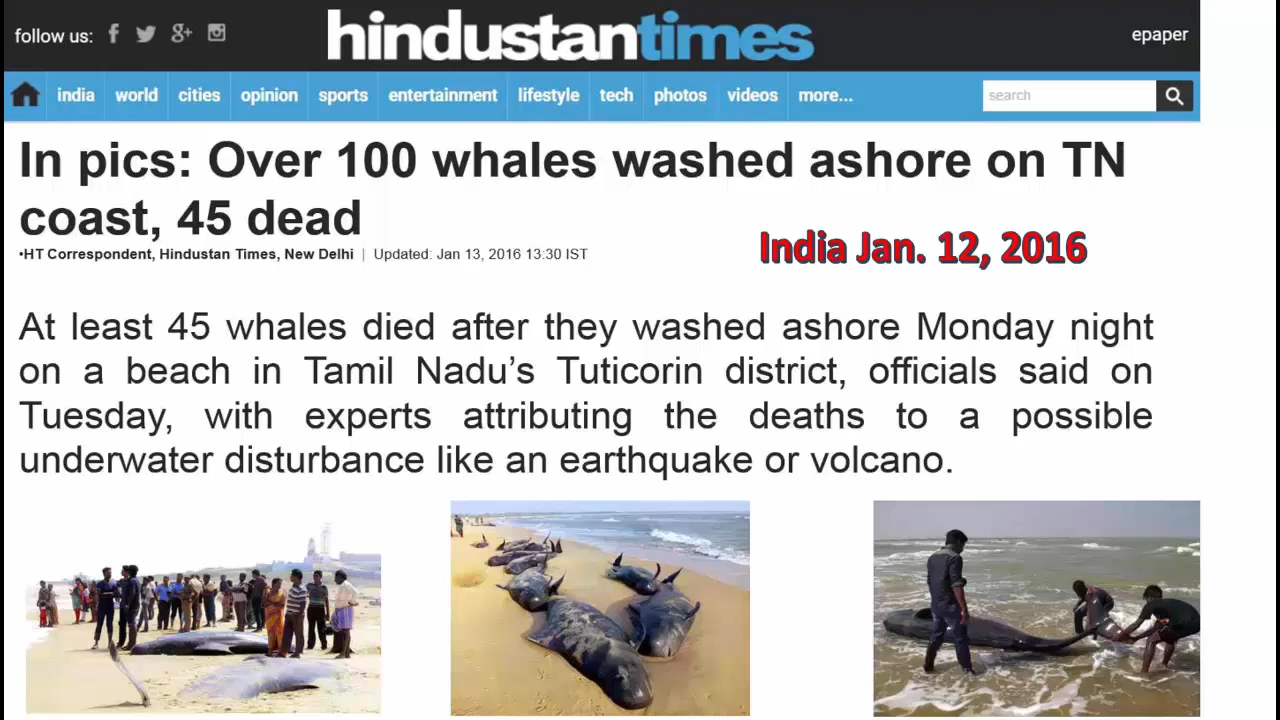 follow us:
hindustantimes
epaper
india world cities opinion sports entertainment lifestyle tech photos videos more...
search
In pics: Over 100 whales washed ashore on TN
coast, 45 dead
•HT Correspondent, Hindustan Times, New Delhi | Updated: Jan 13, 2016 13:30 IST
India Jan. 12, 2016
At least 45 whales died after they washed ashore Monday night
on a beach in Tamil Nadu’s Tuticorin district, officials said on
Tuesday, with experts attributing the deaths to a possible
underwater disturbance like an earthquake or volcano.